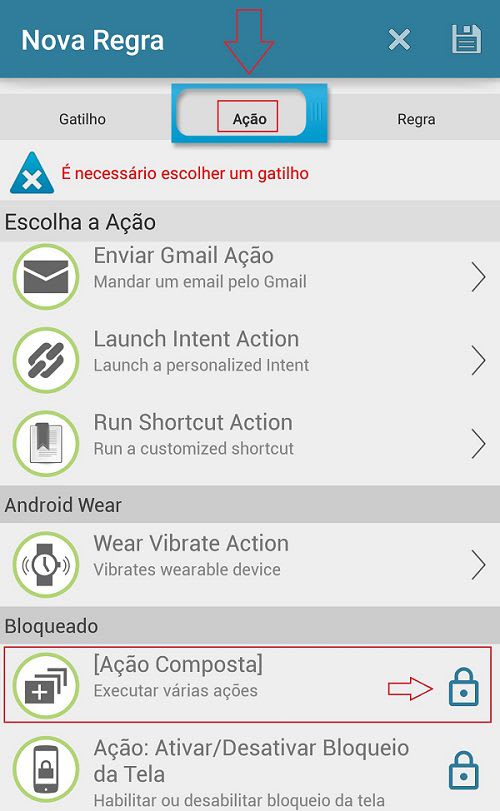 Nova Regra
Gatilho
Ação
Regra
É necessário escolher um gatilho
Escolha a Ação
Enviar Gmail Ação
Mandar um email pelo Gmail
Launch Intent Action
Launch a personalized Intent
Run Shortcut Action
Run a customized shortcut
Android Wear
Wear Vibrate Action
Vibrates wearable device
Bloqueado
[Ação Composta]
Executar várias ações
Ação: Ativar/Desativar Bloqueio
da Tela
Habilitar ou desabilitar bloqueio da tela